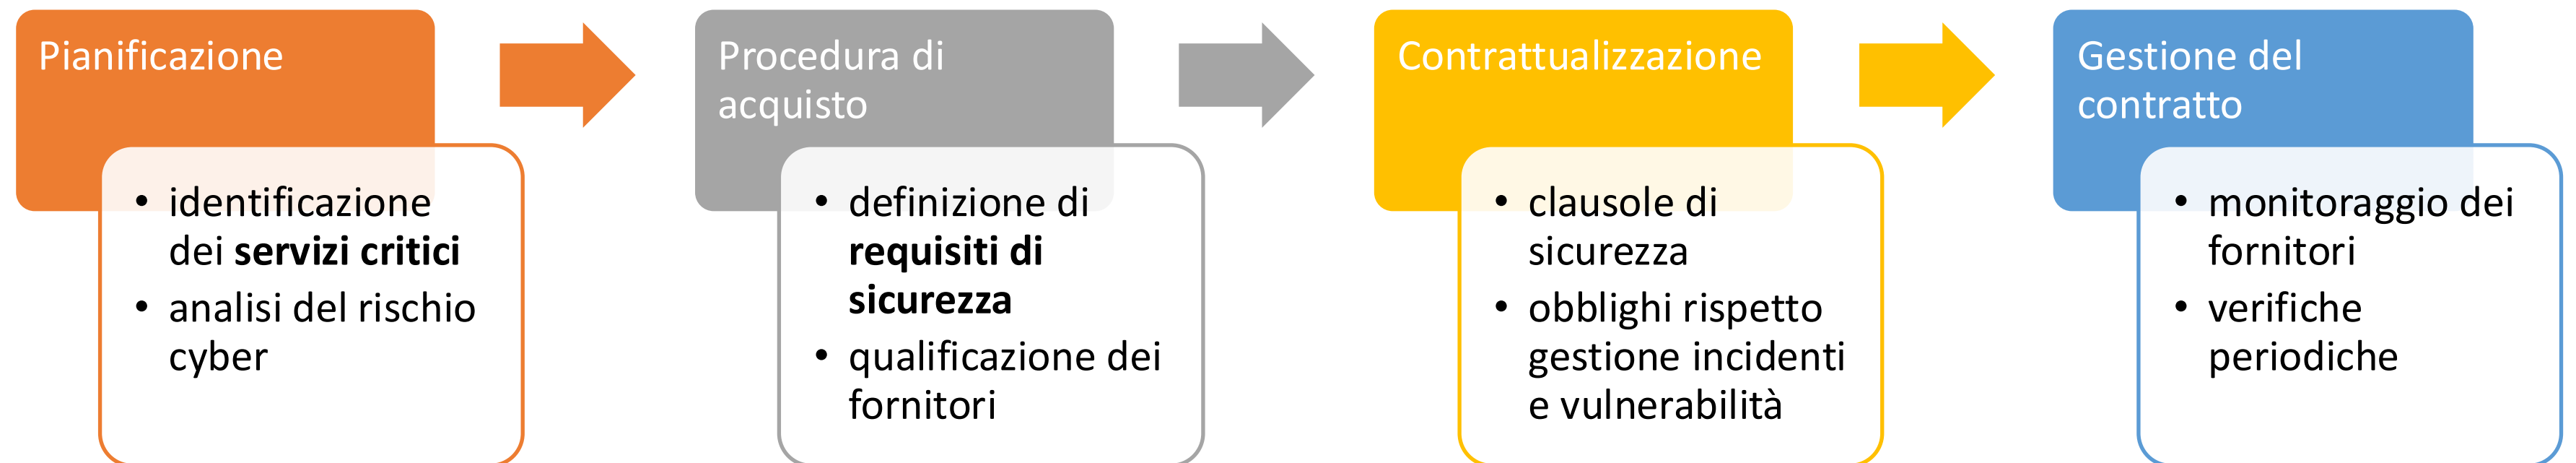 Pianificazione
• identificazione
dei servizi critici
• analisi del rischio
cyber
Procedura di
acquisto
• definizione di
requisiti di
sicurezza
• qualificazione dei
fornitori
Contrattualizzazione
• clausole di
sicurezza
• obblighi rispetto
gestione incidenti
e vulnerabilità
Gestione del
contratto
• monitoraggio dei
fornitori
• verifiche
periodiche